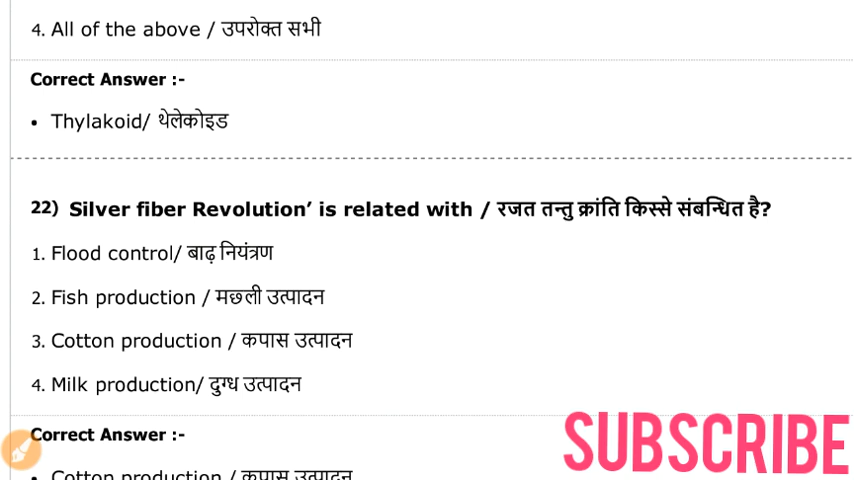 4. All of the above / उपरोक्त सभी
Correct Answer :-
• Thylakoid/ थेलेकोइड
22) Silver fiber Revolution’ is related with / रजत तन्तु क्रांति किस्से संबन्धित है?
1. Flood control/ बाढ़ नियंत्रण
2. Fish production / मछली उत्पादन
3. Cotton production / कपास उत्पादन
4. Milk production/ दुग्ध उत्पादन
Correct Answer :-
• Cotton production / कपास उत्पादन
SUBSCRIBE